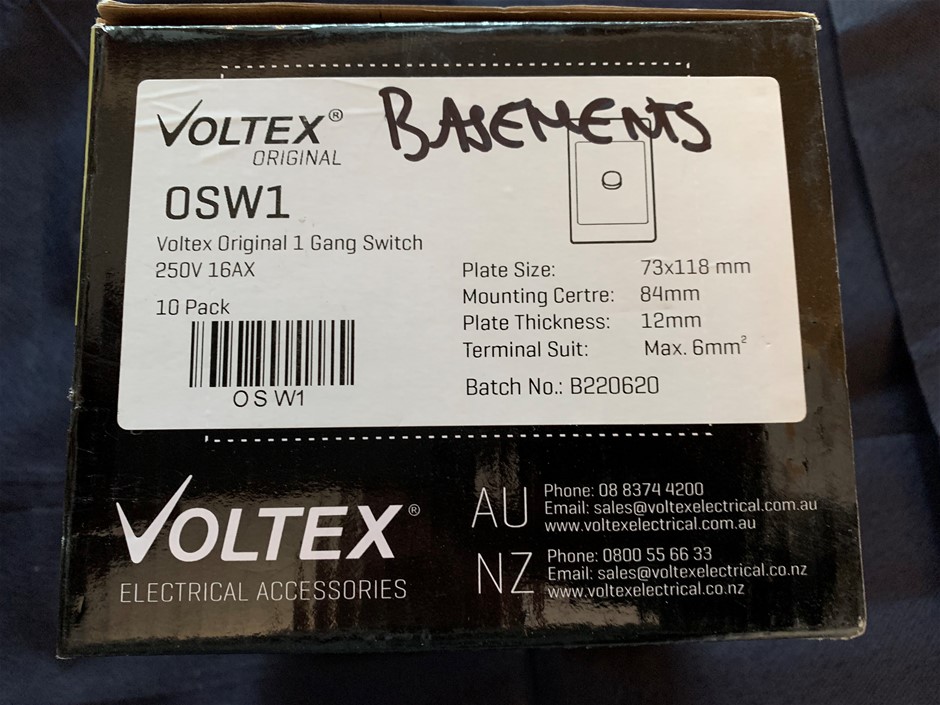 VOLTEX® BASEMENTS
ORIGINAL
OSW1
Voltex Original 1 Gang Switch
250V 16AX
10 Pack
OSW1
Plate Size: 73x118 mm
Mounting Certre: 84mm
Plate Thickness: 12mm
Terminal Suit: Max. 6mm²
Batch No.: B220620
VOLTEX®
ELECTRICAL ACCESSORIES
AU
Phone: 08 8374 4200
Email: sales@voltexelectrical.com.au
www.voltexelectrical.com.au
NZ
Phone: 0800 55 66 33
Email: sales@voltexelectrical.co.nz
www.voltexelectrical.co.nz